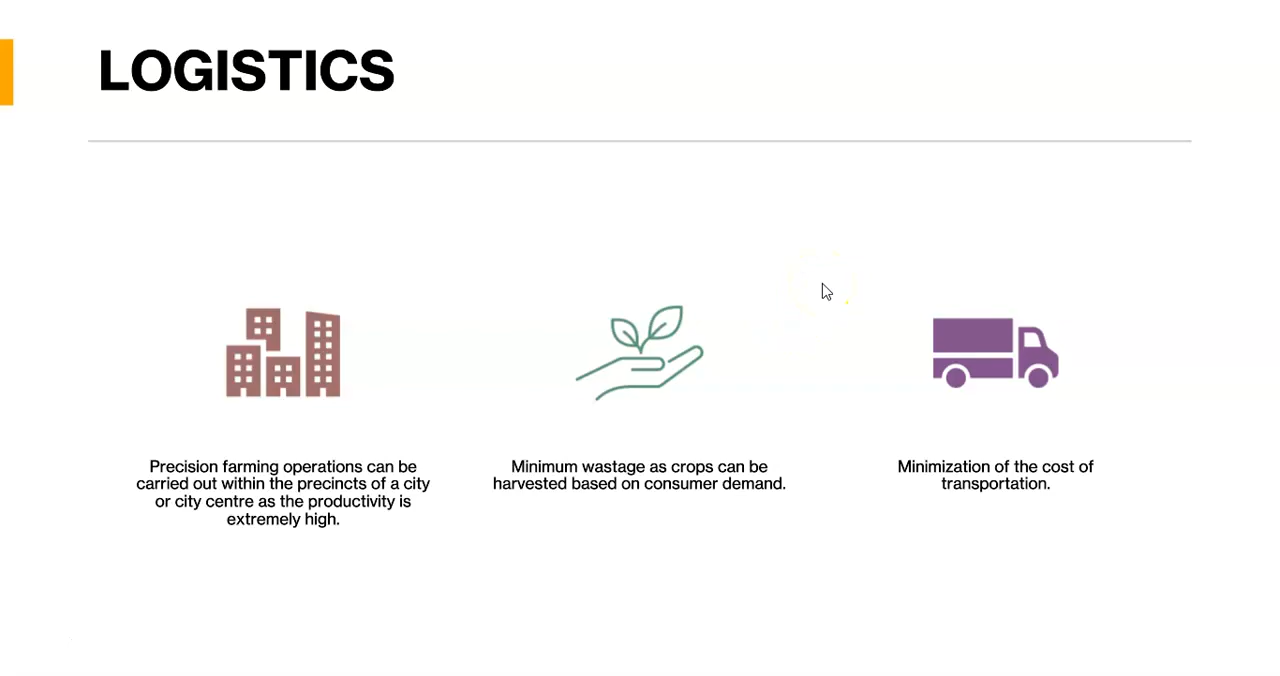 LOGISTICS
Precision farming operations can be
carried out within the precincts of a city
or city centre as the productivity is
extremely high.
Minimum wastage as crops can be
harvested based on consumer demand.
Minimization of the cost of
transportation.